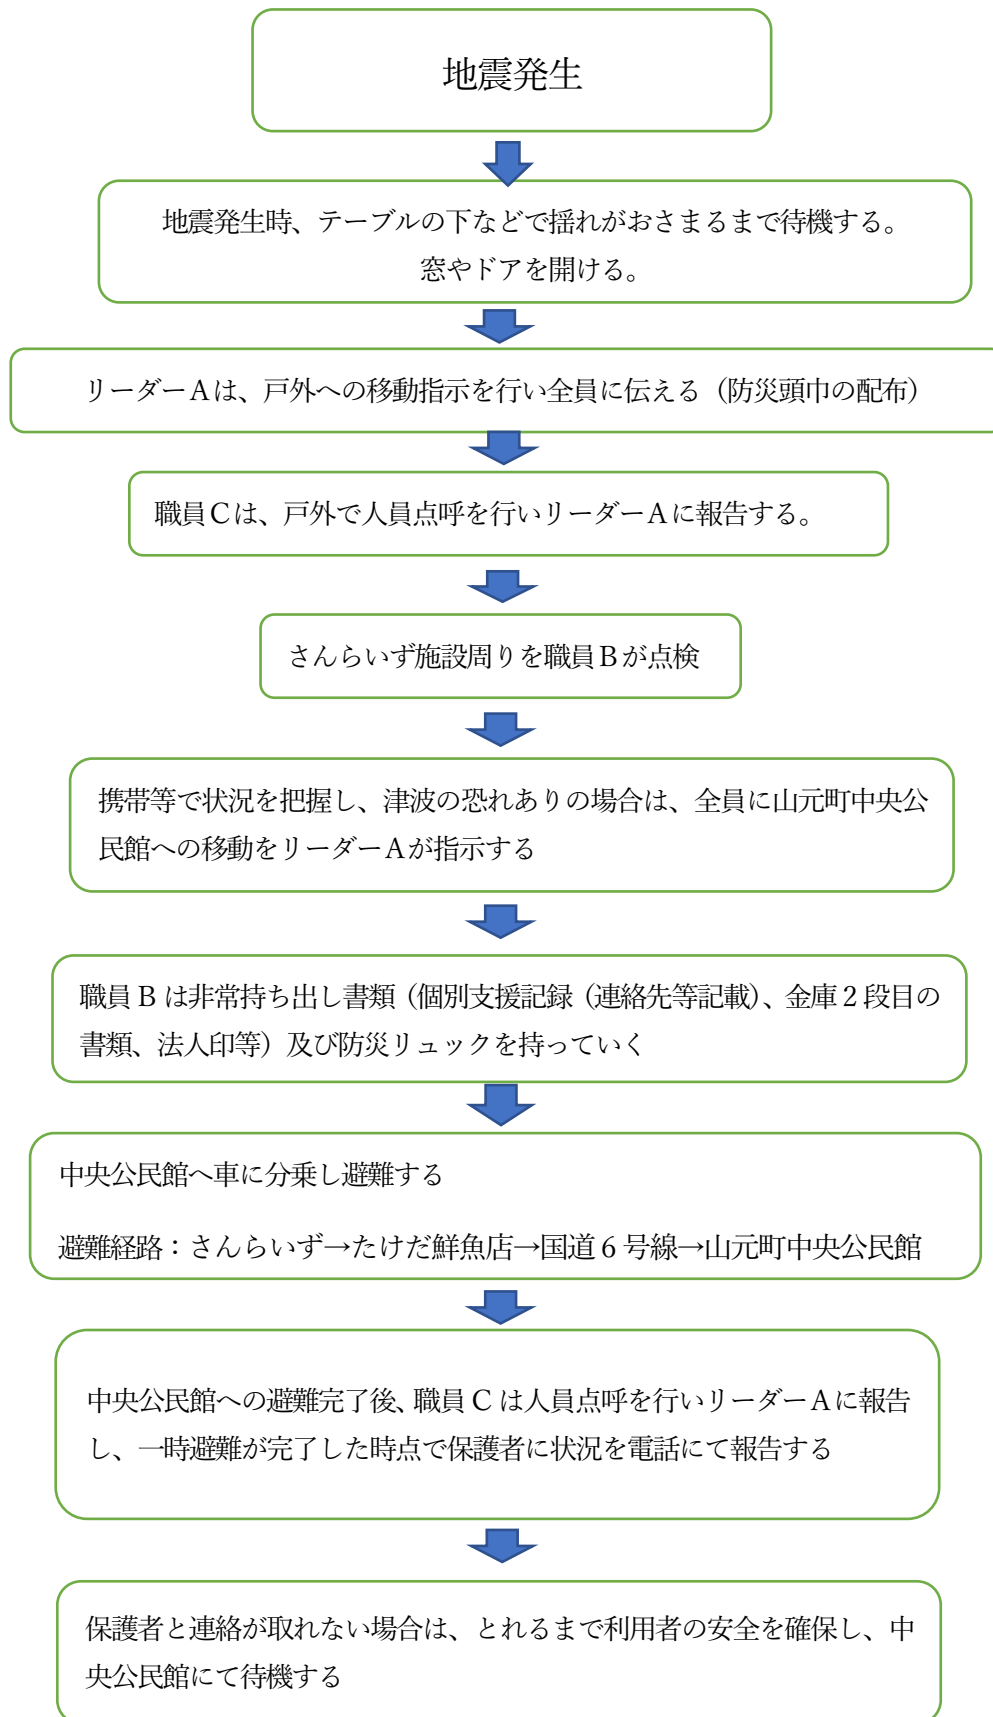 地震発生
地震発生時、テーブルの下などで揺れがおさまるまで待機する。
窓やドアを開ける。
リーダーAは、戸外への移動指示を行い全員に伝える（防災頭巾の配布）
職員Cは、戸外で人員点呼を行いリーダーAに報告する。
さんらいず施設周りを職員Bが点検
携帯等で状況を把握し、津波の恐れありの場合は、全員に山元町中央公
民館への移動をリーダーAが指示する
職員 B は非常持ち出し書類（個別支援記録（連絡先等記載）、金庫２段目の
書類、法人印等）及び防災リュックを持っていく
中央公民館へ車に分乗し避難する
避難経路：さんらいず→たけだ鮮魚店→国道６号線→山元町中央公民館
中央公民館への避難完了後、職員 C は人員点呼を行いリーダーAに報告
し、一時避難が完了した時点で保護者に状況を電話にて報告する
保護者と連絡が取れない場合は、とれるまで利用者の安全を確保し、中
央公民館にて待機する